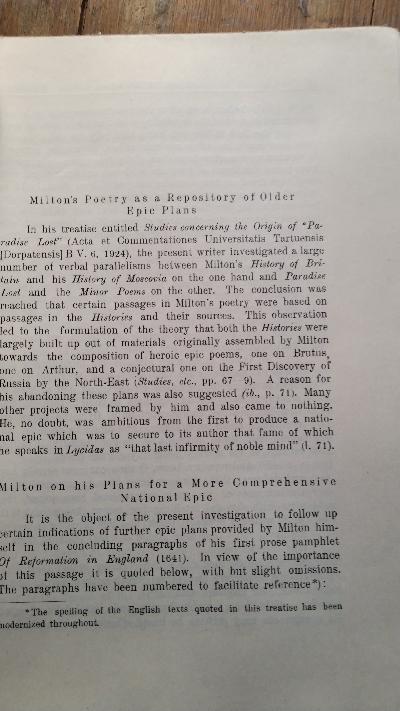 Milton's Poetry as a Repository of Older
Epic Plans
In his treatise entitled Studies concerning the Origin of "Pa-
radise Lost" (Acta et Commentationes Universitatis Tartuensis
[Dorpatensis] B V. 6, 1924), the present writer investigated a large
number of verbal parallelisms between Milton's History of Bri-
tain and his History of Moscovia on the one hand and Paradise
Lost and the Minor Poems on the other. The conclusion was
reached that certain passages in Milton's poetry were based on
passages in the Histories and their sources. This observation
led to the formulation of the theory that both the Histories were
largely built up out of materials originally assembled by Milton
towards the composition of heroic epic poems, one on Brutus,
one on Arthur, and a conjectural one on the First Discovery of
Russia by the North-East (Studies, etc., pp. 67 9). A reason for
his abandoning these plans was also suggested (ib., p. 71). Many
other projects were framed by him and also came to nothing.
He, no doubt, was ambitious from the first to produce a natio-
nal epic which was to secure to its author that fame of which
he speaks in Lycidas as "that last infirmity of noble mind" (l. 71).
Milton on his Plans for a More Comprehensive
National Epic
It is the object of the present investigation to follow up
certain indications of further epic plans provided by Milton him-
self in the concluding paragraphs of his first prose pamphlet
Of Reformation in England (1641). In view of the importance
of this passage it is quoted below, with but slight omissions.
The paragraphs have been numbered to facilitate reference*):
*The spelling of the English texts quoted in this treatise has been
modernized throughout.